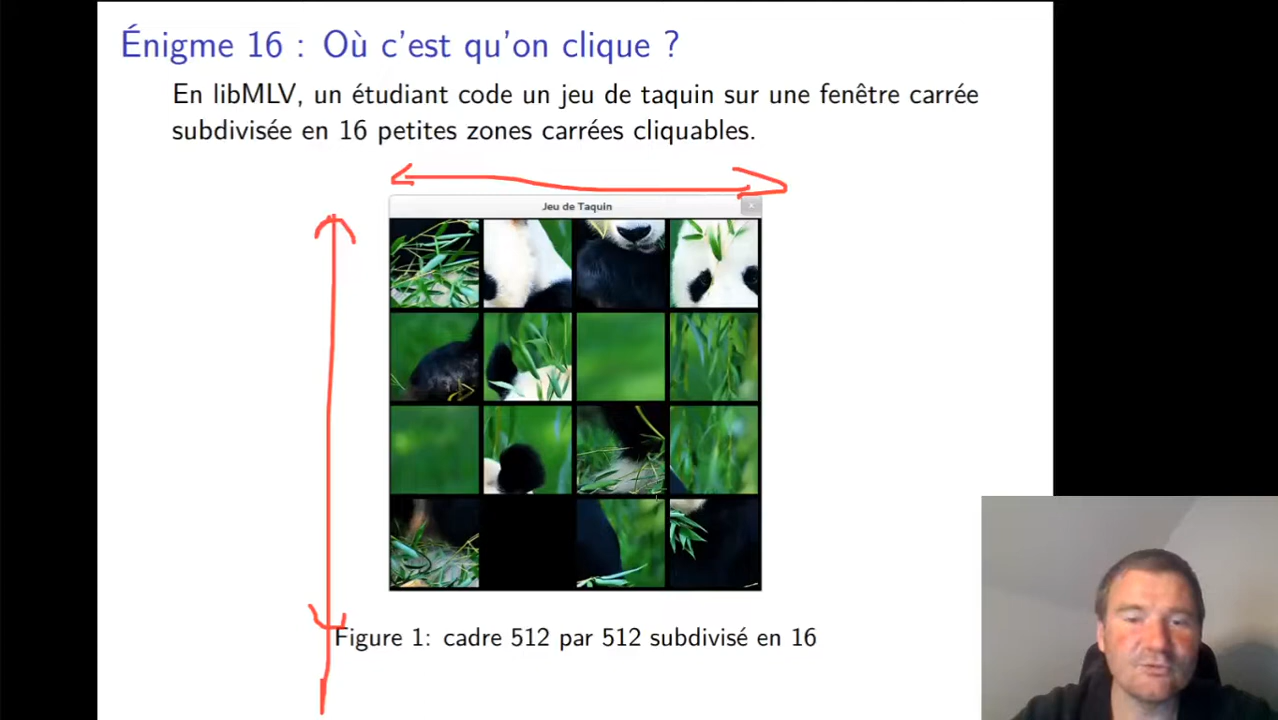 Énigme 16 : Où c'est qu'on clique ?
En libMLV, un étudiant code un jeu de taquin sur une fenêtre carrée
subdivisée en 16 petites zones carrées cliquables.
Jeu de Taquin
Figure 1: cadre 512 par 512 subdivisé en 16